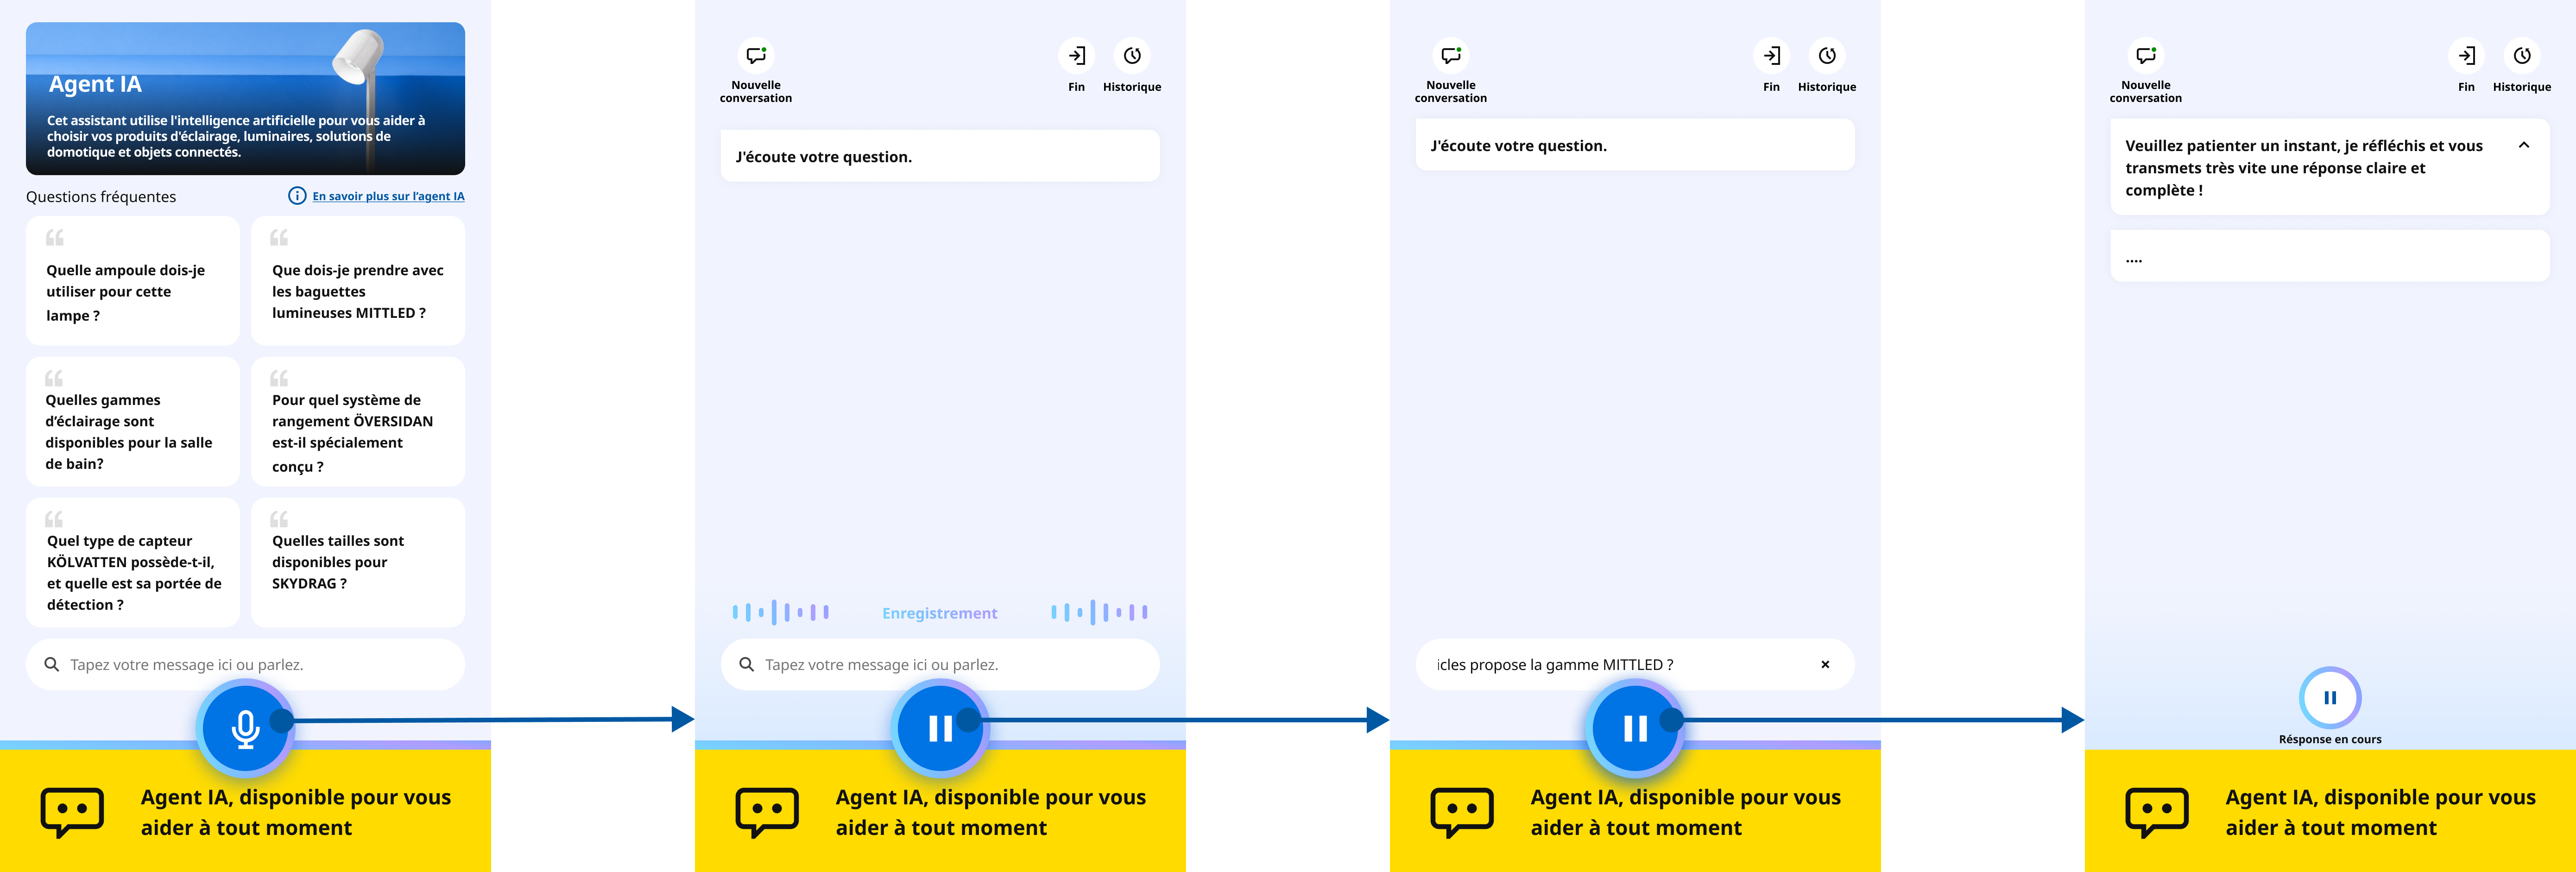 Agent IA
Cet assistant utilise l'intelligence artificielle pour vous aider à
choisir vos produits d'éclairage, luminaires, solutions de
domotique et objets connectés.
Questions fréquentes
En savoir plus sur l'agent IA
Quelle ampoule dois-je
utiliser pour cette
lampe ?
Que dois-je prendre avec
les baguettes
lumineuses MITTLED ?
Quelles gammes
d'éclairage sont
disponibles pour la salle
de bain?
Pour quel système de
rangement ÖVERSIDAN
est-il spécialement
conçu ?
Quel type de capteur
KÖLVATTEN possède-t-il,
et quelle est sa portée de
détection ?
Quelles tailles sont
disponibles pour
SKYDRAG ?
Tapez votre message ici ou parlez.
Agent IA, disponible pour vous
aider à tout moment
Nouvelle
conversation
Fin
Historique
J'écoute votre question.
Enregistrement
Tapez votre message ici ou parlez.
Agent IA, disponible pour vous
aider à tout moment
Nouvelle
conversation
Fin
Historique
J'écoute votre question.
icles propose la gamme MITTLED ?
Agent IA, disponible pour vous
aider à tout moment
Nouvelle
conversation
Fin
Historique
Veuillez patienter un instant, je réfléchis et vous
transmets très vite une réponse claire et
complète !
....
Résponse en cours
Agent IA, disponible pour vous
aider à tout moment